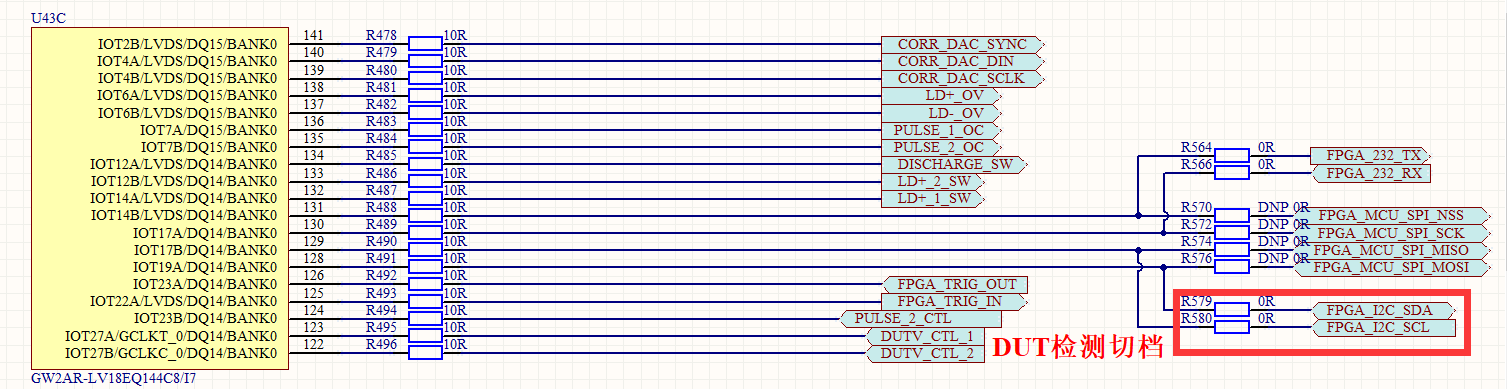 U43C
IOT2B/LVDS/DQ15/BANK0 141 R478 10R CORR_DAC_SYNC
IOT4A/LVDS/DQ15/BANK0 140 R479 10R CORR_DAC_DIN
IOT4B/LVDS/DQ15/BANK0 139 R480 10R CORR_DAC_SCLK
IOT6A/LVDS/DQ15/BANK0 138 R481 10R LD+_OV
IOT6B/LVDS/DQ15/BANK0 137 R482 10R LD-_OV
IOT7A/DQ15/BANK0 136 R483 10R PULSE_1_OC
IOT7B/DQ15/BANK0 135 R484 10R PULSE_2_OC
R564 0R FPGA_232_TX
IOT12A/LVDS/DQ14/BANK0 134 R485 10R DISCHARGE_SW
R566 0R FPGA_232_RX
IOT12B/LVDS/DQ14/BANK0 133 R486 10R LD+_2_SW
IOT14A/LVDS/DQ14/BANK0 132 R487 10R LD+_1_SW
IOT14B/LVDS/DQ14/BANK0 131 R488 10R R570 DNP 0R FPGA_MCU_SPI_NSS
IOT17A/DQ14/BANK0 130 R489 10R R572 DNP 0R FPGA_MCU_SPI_SCK
IOT17B/DQ14/BANK0 129 R490 10R R574 DNP 0R FPGA_MCU_SPI_MISO
IOT19A/DQ14/BANK0 128 R491 10R R576 DNP 0R FPGA_MCU_SPI_MOSI
IOT23A/DQ14/BANK0 126 R492 10R FPGA_TRIG_OUT
IOT22A/LVDS/DQ14/BANK0 125 R493 10R FPGA_TRIG_IN
R579 0R FPGA_I2C_SDA
IOT23B/DQ14/BANK0 124 R494 10R PULSE_2_CTL
R580 0R FPGA_I2C_SCL
IOT27A/GCLKT_0/DQ14/BANK0 123 R495 10R DUTV_CTL_1
IOT27B/GCLKC_0/DQ14/BANK0 122 R496 10R DUTV_CTL_2
DUT检测切档
GW2AR-LV18EQ144C8/I7